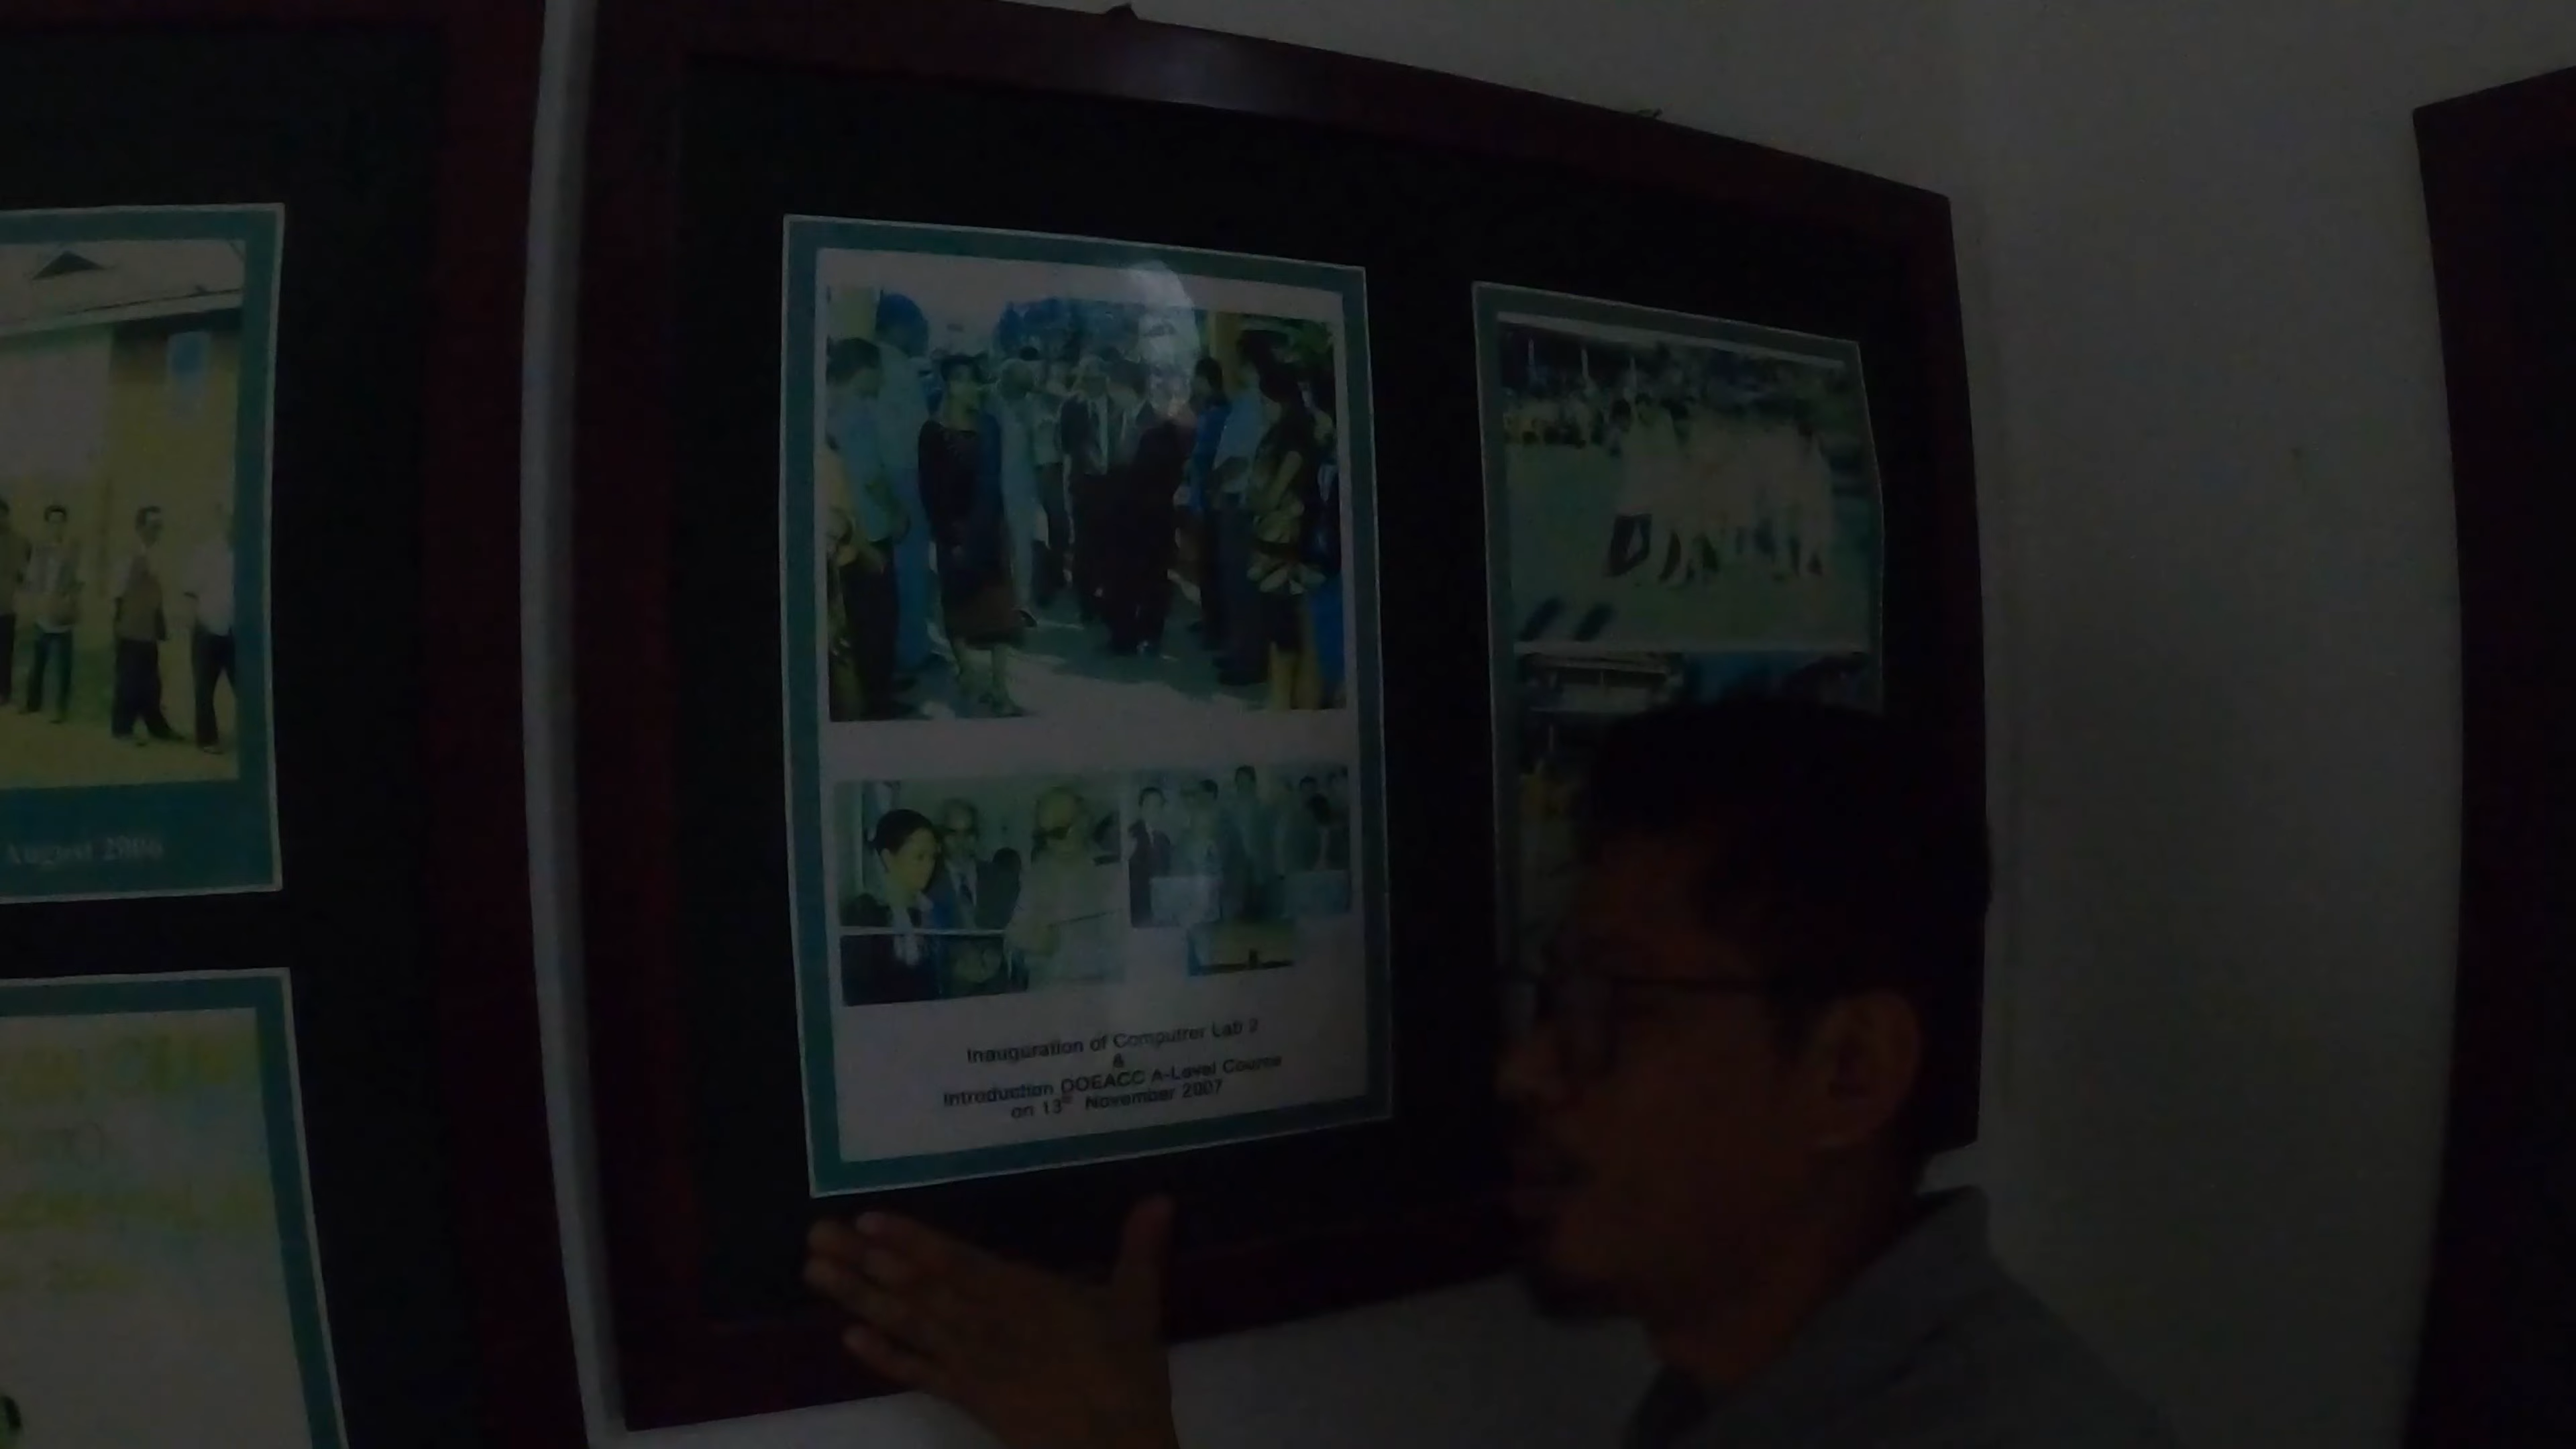 August 2006
Inauguration of Computrer Lab 2
&
Introduction DOEACC A-Level Course
on 13th November 2007